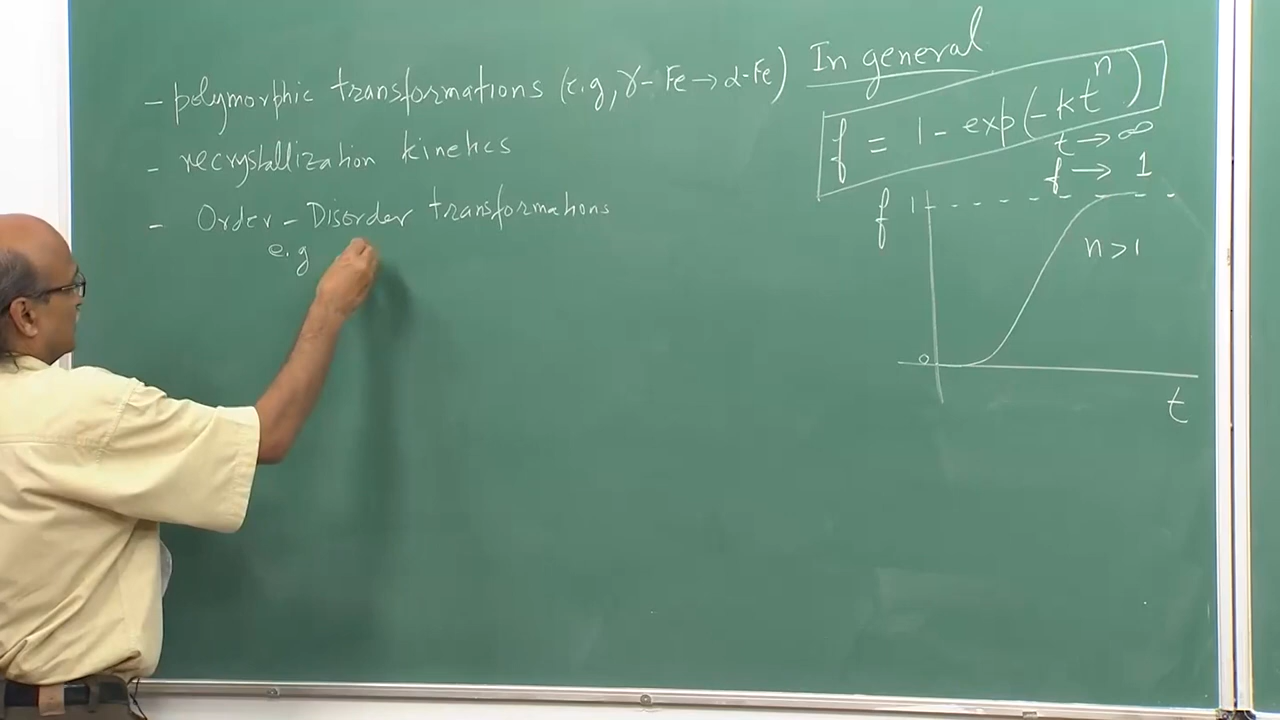 - polymorphic transformations (e.g, γ-Fe → α-Fe)
- recrystallization kinetics
- Order - Disorder transformations
e.g
In general
f = 1 - exp(-kt^n)
t → ∞
f → 1
f
1
n > 1
0
t